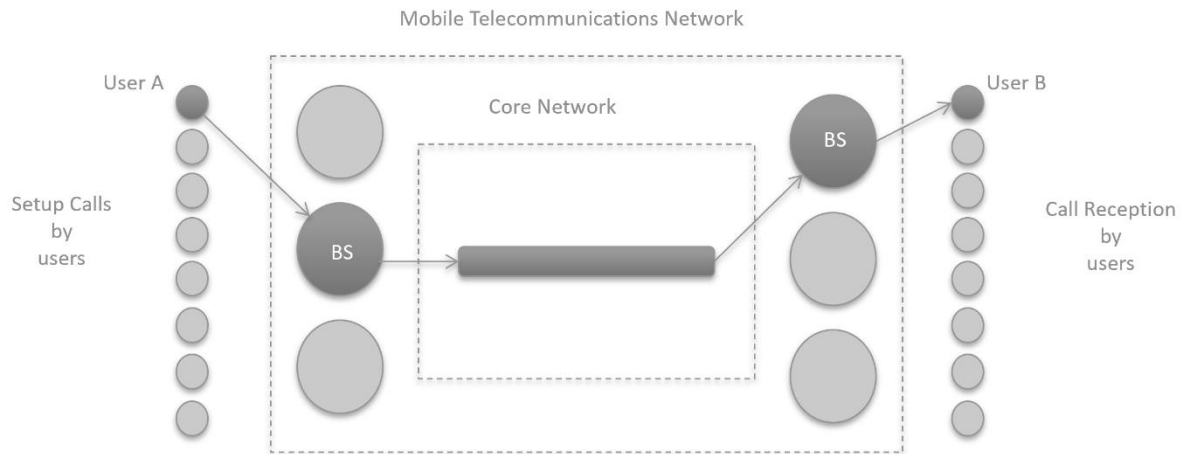 Mobile Telecommunications Network
User A
User B
Core Network
BS
Setup Calls
by
users
Call Reception
by
users
BS